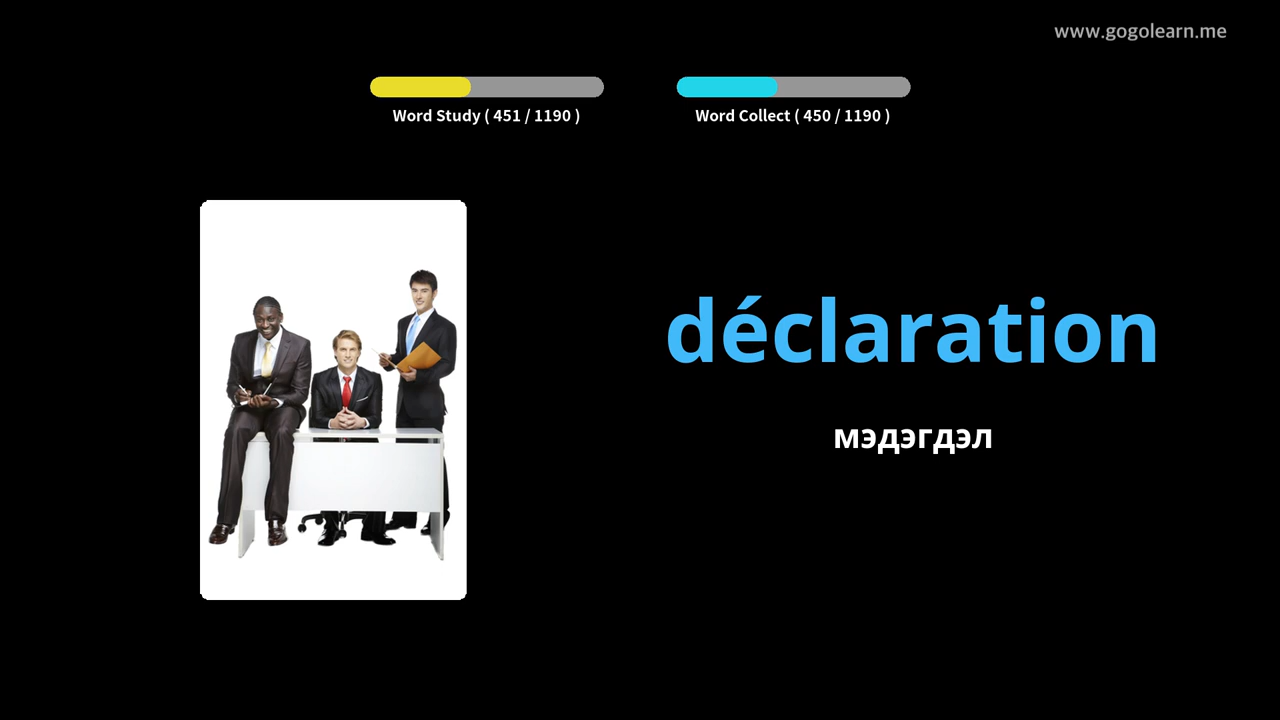 www.gogolearn.me
Word Study ( 451 / 1190 )
Word Collect ( 450 / 1190 )
déclaration
мэдэгдэл